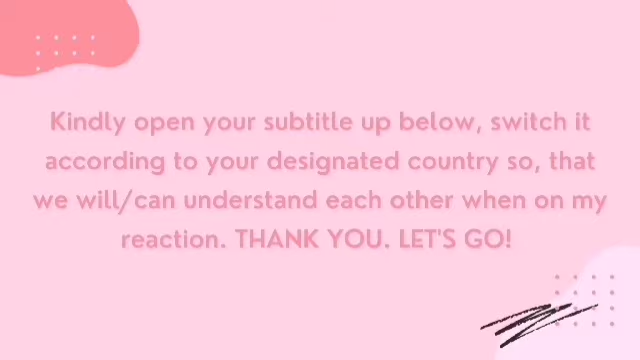 Kindly open your subtitle up below, switch it
according to your designated country so, that
we will/can understand each other when on my
reaction. THANK YOU. LET'S GO!